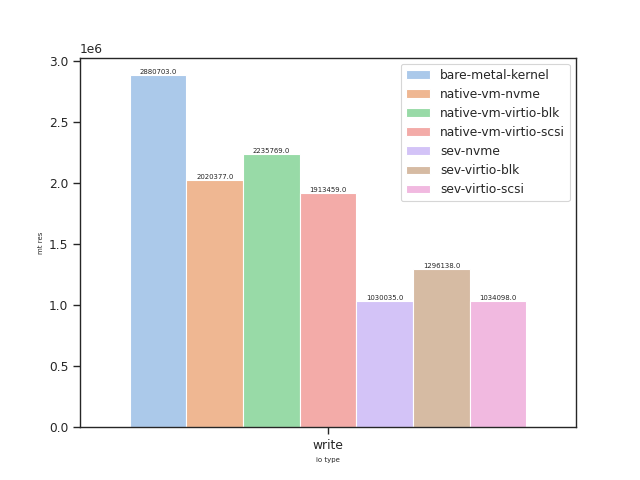 1e6
3.0
2.5
2.0
1.5
1.0
0.5
0.0
mt res
2880703.0
2020377.0
2235769.0
1913459.0
1030035.0
1296138.0
1034098.0
bare-metal-kernel
native-vm-nvme
native-vm-virtio-blk
native-vm-virtio-scsi
sev-nvme
sev-virtio-blk
sev-virtio-scsi
write
io type